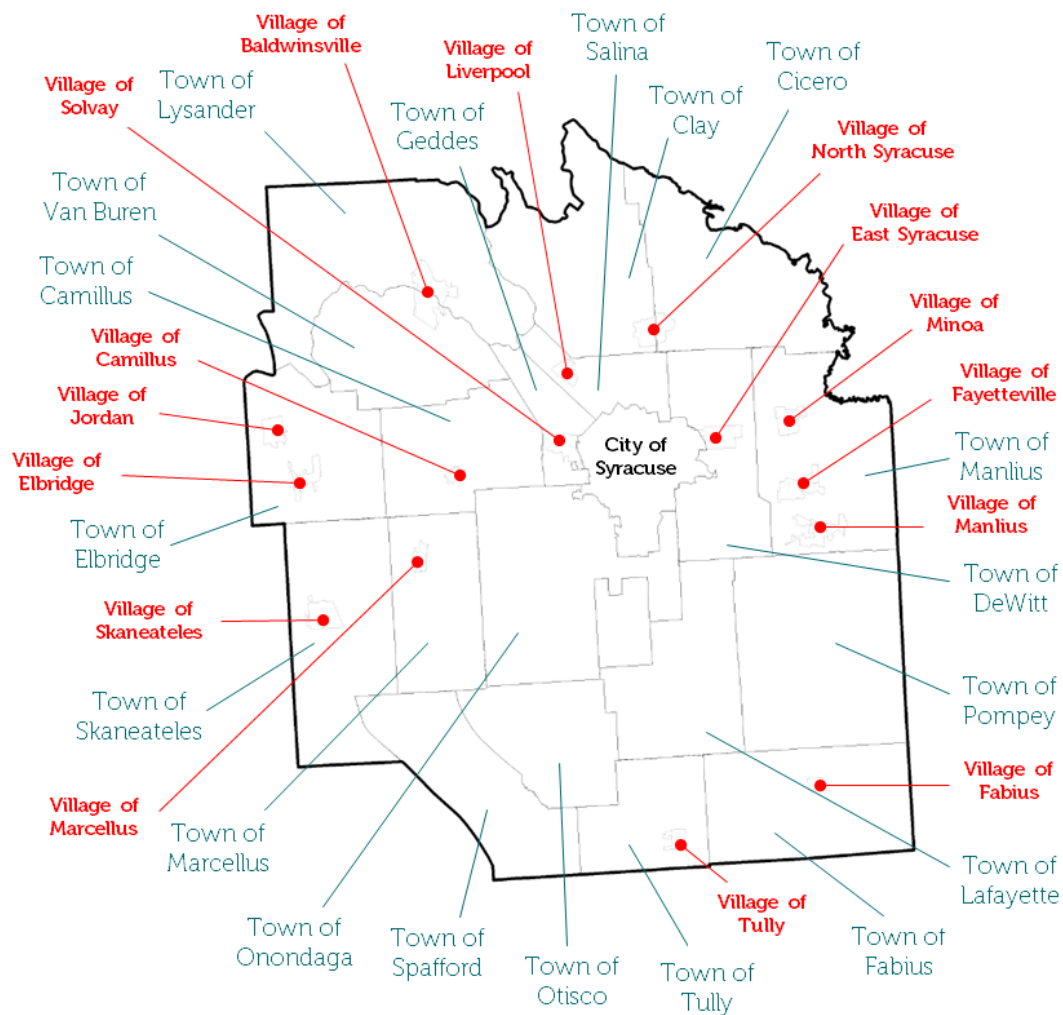 Village of
Baldwinsville
Town of
Salina
Village of
Liverpool
Town of
Cicero
Village of
Solvay
Town of
Lysander
Town of
Geddes
Town of
Clay
Village of
North Syracuse
Town of
Van Buren
Village of
East Syracuse
Town of
Camillus
Village of
Minoa
Village of
Camillus
Village of
Fayetteville
Village of
Jordan
City of
Syracuse
Town of
Manlius
Village of
Elbridge
Village of
Manlius
Town of
Elbridge
Town of
DeWitt
Village of
Skaneateles
Town of
Skaneateles
Town of
Pompey
Village of
Marcellus
Village of
Fabius
Town of
Marcellus
Town of
Lafayette
Village of
Tully
Town of
Onondaga
Town of
Spafford
Town of
Otisco
Town of
Tully
Town of
Fabius